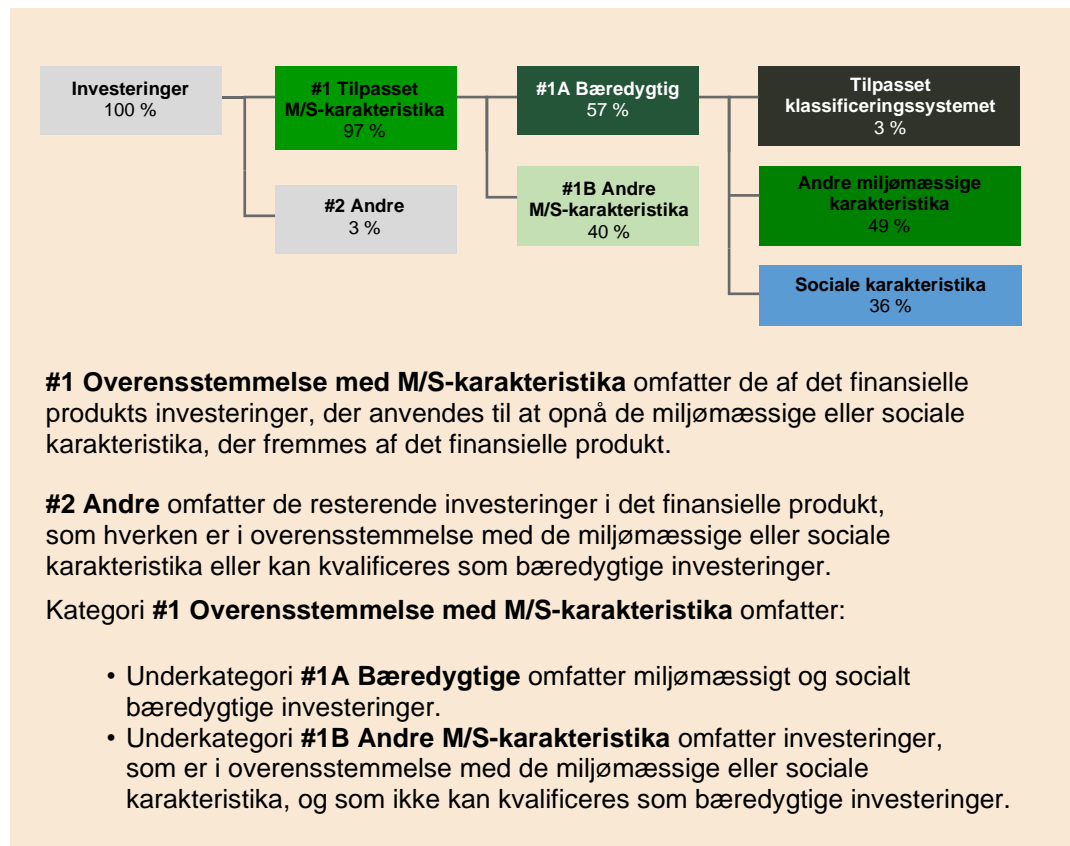 Investeringer
100 %
#1 Tilpasset
M/S-karakteristika
97 %
#2 Andre
3 %
#1A Bæredygtig
57 %
#1B Andre
M/S-karakteristika
40 %
Tilpasset
klassificeringssystemet
3 %
Andre miljømæssige
karakteristika
49 %
Sociale karakteristika
36 %
#1 Overensstemmelse med M/S-karakteristika omfatter de af det finansielle
produkts investeringer, der anvendes til at opnå de miljømæssige eller sociale
karakteristika, der fremmes af det finansielle produkt.
#2 Andre omfatter de resterende investeringer i det finansielle produkt,
som hverken er i overensstemmelse med de miljømæssige eller sociale
karakteristika eller kan kvalificeres som bæredygtige investeringer.
Kategori #1 Overensstemmelse med M/S-karakteristika omfatter:
• Underkategori #1A Bæredygtige omfatter miljømæssigt og socialt
bæredygtige investeringer.
• Underkategori #1B Andre M/S-karakteristika omfatter investeringer,
som er i overensstemmelse med de miljømæssige eller sociale
karakteristika, og som ikke kan kvalificeres som bæredygtige investeringer.